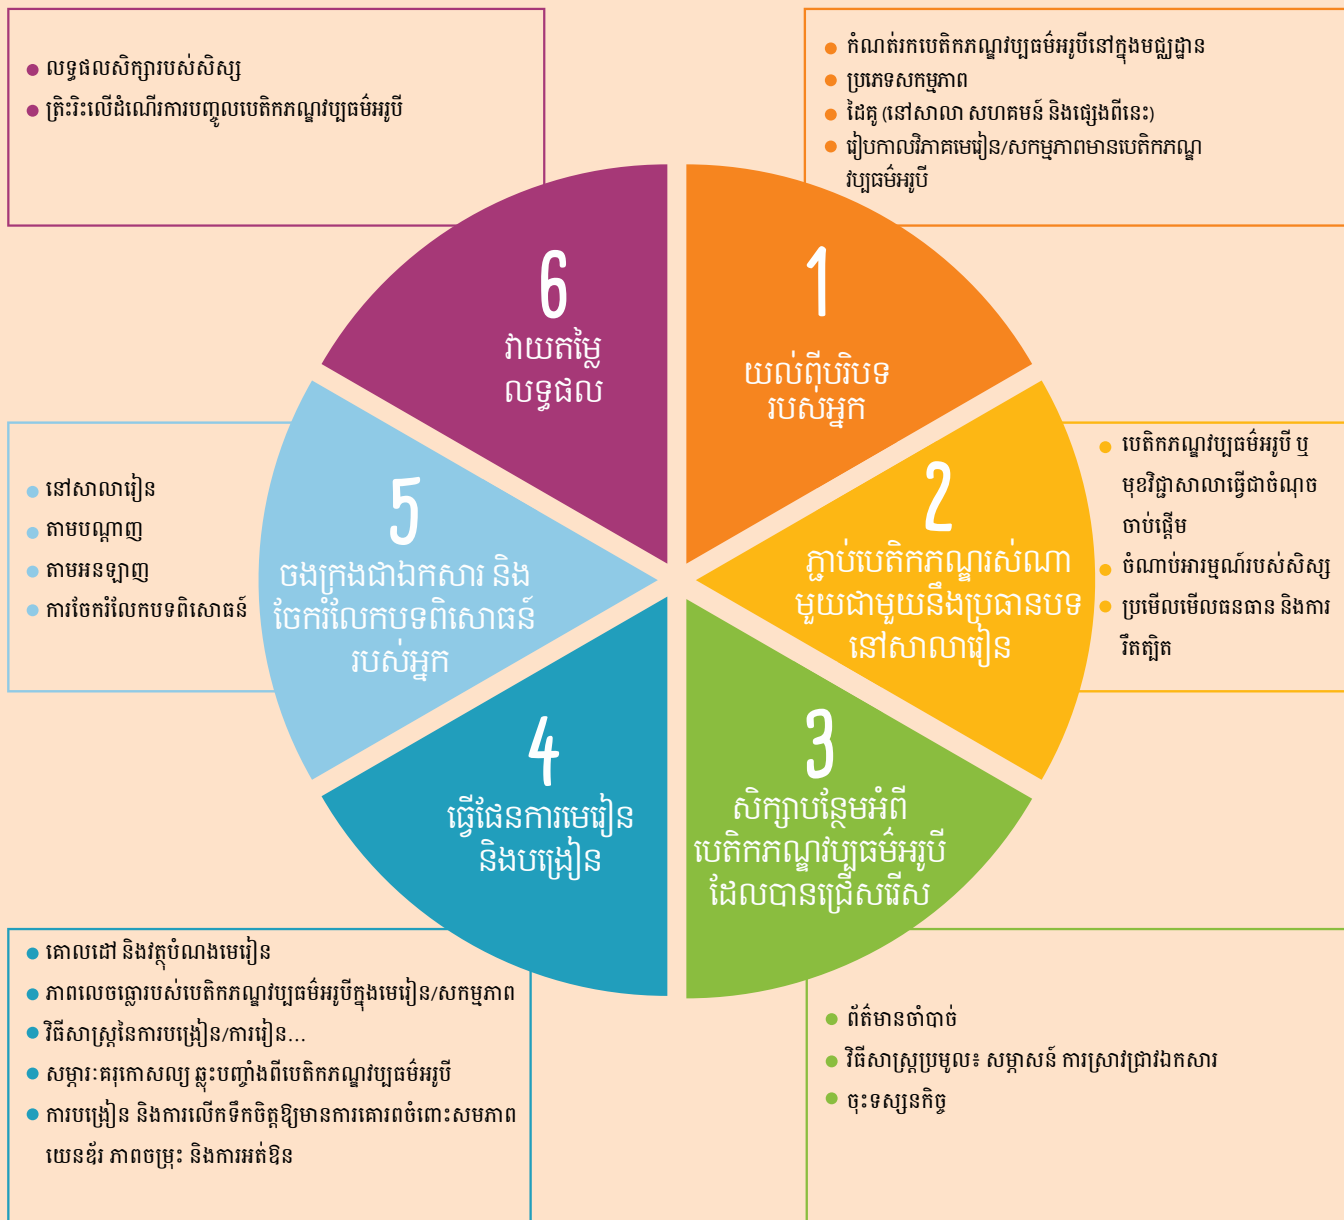 លទ្ធផលសិក្សារបស់សិស្ស
ត្រិះរិះលើដំណើរការបញ្ចូលបេតិកភណ្ឌវប្បធម៌អរូបី
កំណត់រកបេតិកភណ្ឌវប្បធម៌អរូបីនៅក្នុងមជ្ឈដ្ឋាន
ប្រភេទសកម្មភាព
ដៃគូ (នៅសាលា សហគមន៍ និងផ្សេងពីនេះ)
រៀបកាលវិភាគមេរៀន/សកម្មភាពមានបេតិកភណ្ឌ
វប្បធម៌អរូបី
6
វាយតម្លៃ
លទ្ធផល
1
យល់ពីបរិបទ
របស់អ្នក
2
ភ្ជាប់បេតិកភណ្ឌរស់ណា
មួយជាមួយនឹងប្រធានបទ
នៅសាលារៀន
បេតិកភណ្ឌវប្បធម៌អរូបី ឬ
មុខវិជ្ជាសាលាធ្វើជាចំណុច
ចាប់ផ្ដើម
ចំណាប់អារម្មណ៍របស់សិស្ស
ប្រមើលមើលធនធាន និងការ
រឹតត្បិត
នៅសាលារៀន
តាមបណ្ដាញ
តាមអនឡាញ
ការចែករំលែកបទពិសោធន៍
5
ចងក្រងជាឯកសារ និង
ចែករំលែកបទពិសោធន៍
របស់អ្នក
4
ធ្វើផែនការមេរៀន
និងបង្រៀន
3
សិក្សាបន្ថែមអំពី
បេតិកភណ្ឌវប្បធម៌អរូបី
ដែលបានជ្រើសរើស
គោលដៅ និងវត្ថុបំណងមេរៀន
ភាពលេចធ្លោរបស់បេតិកភណ្ឌវប្បធម៌អរូបីក្នុងមេរៀន/សកម្មភាព
វិធីសាស្ត្រនៃការបង្រៀន/ការរៀន...
សម្ភារៈគរុកោសល្យ ឆ្លុះបញ្ចាំងពីបេតិកភណ្ឌវប្បធម៌អរូបី
ការបង្រៀន និងការលើកទឹកចិត្តឱ្យមានការគោរពចំពោះសមភាព
យេនឌ័រ ភាពចម្រុះ និងការអត់ឱន
ព័ត៌មានចាំបាច់
វិធីសាស្ត្រប្រមូល៖ សម្ភាសន៍ ការស្រាវជ្រាវឯកសារ
ចុះទស្សនកិច្ច